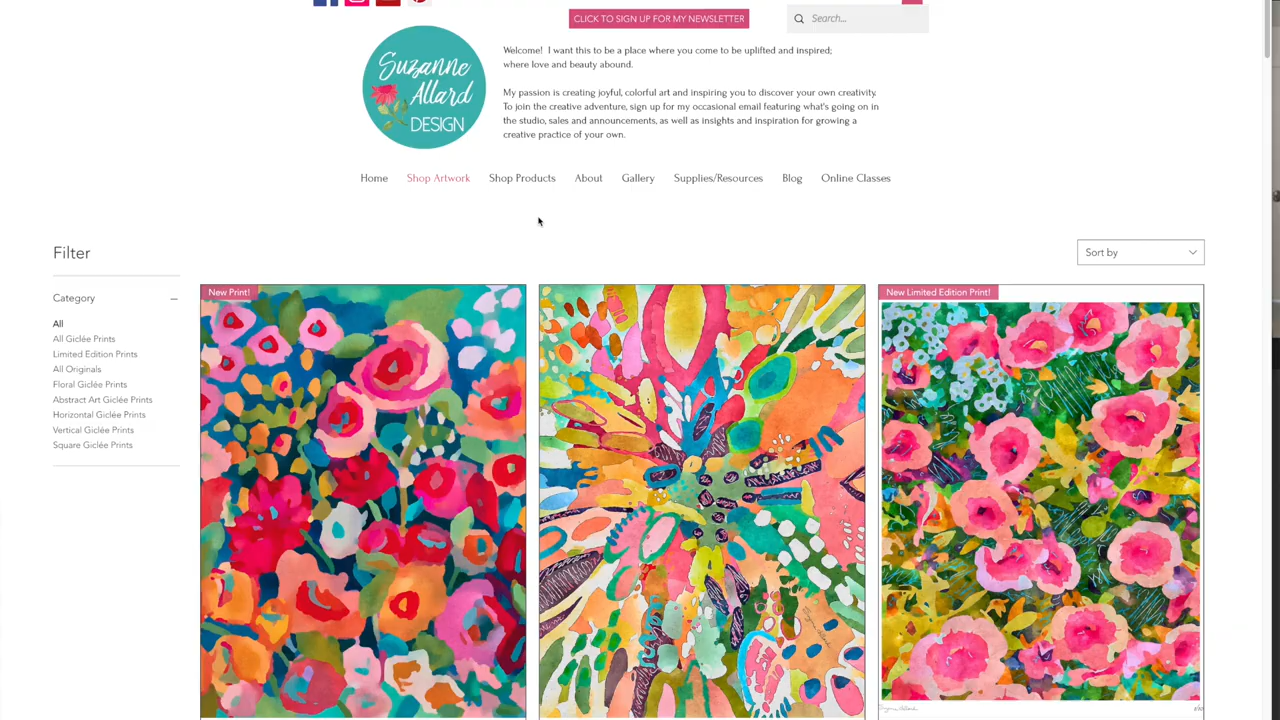 CLICK TO SIGN UP FOR MY NEWSLETTER
Search...
Suzanne
Allard
DESIGN
Welcome!  I want this to be a place where you come to be uplifted and inspired;
where love and beauty abound.
My passion is creating joyful, colorful art and inspiring you to discover your own creativity.
To join the creative adventure, sign up for my occasional email featuring what's going on in
the studio, sales and announcements, as well as insights and inspiration for growing a
creative practice of your own.
Home
Shop Artwork
Shop Products
About
Gallery
Supplies/Resources
Blog
Online Classes
Filter
Sort by
Category
All
All Giclée Prints
Limited Edition Prints
All Originals
Floral Giclée Prints
Abstract Art Giclée Prints
Horizontal Giclée Prints
Vertical Giclée Prints
Square Giclée Prints
New Print!
New Limited Edition Print!